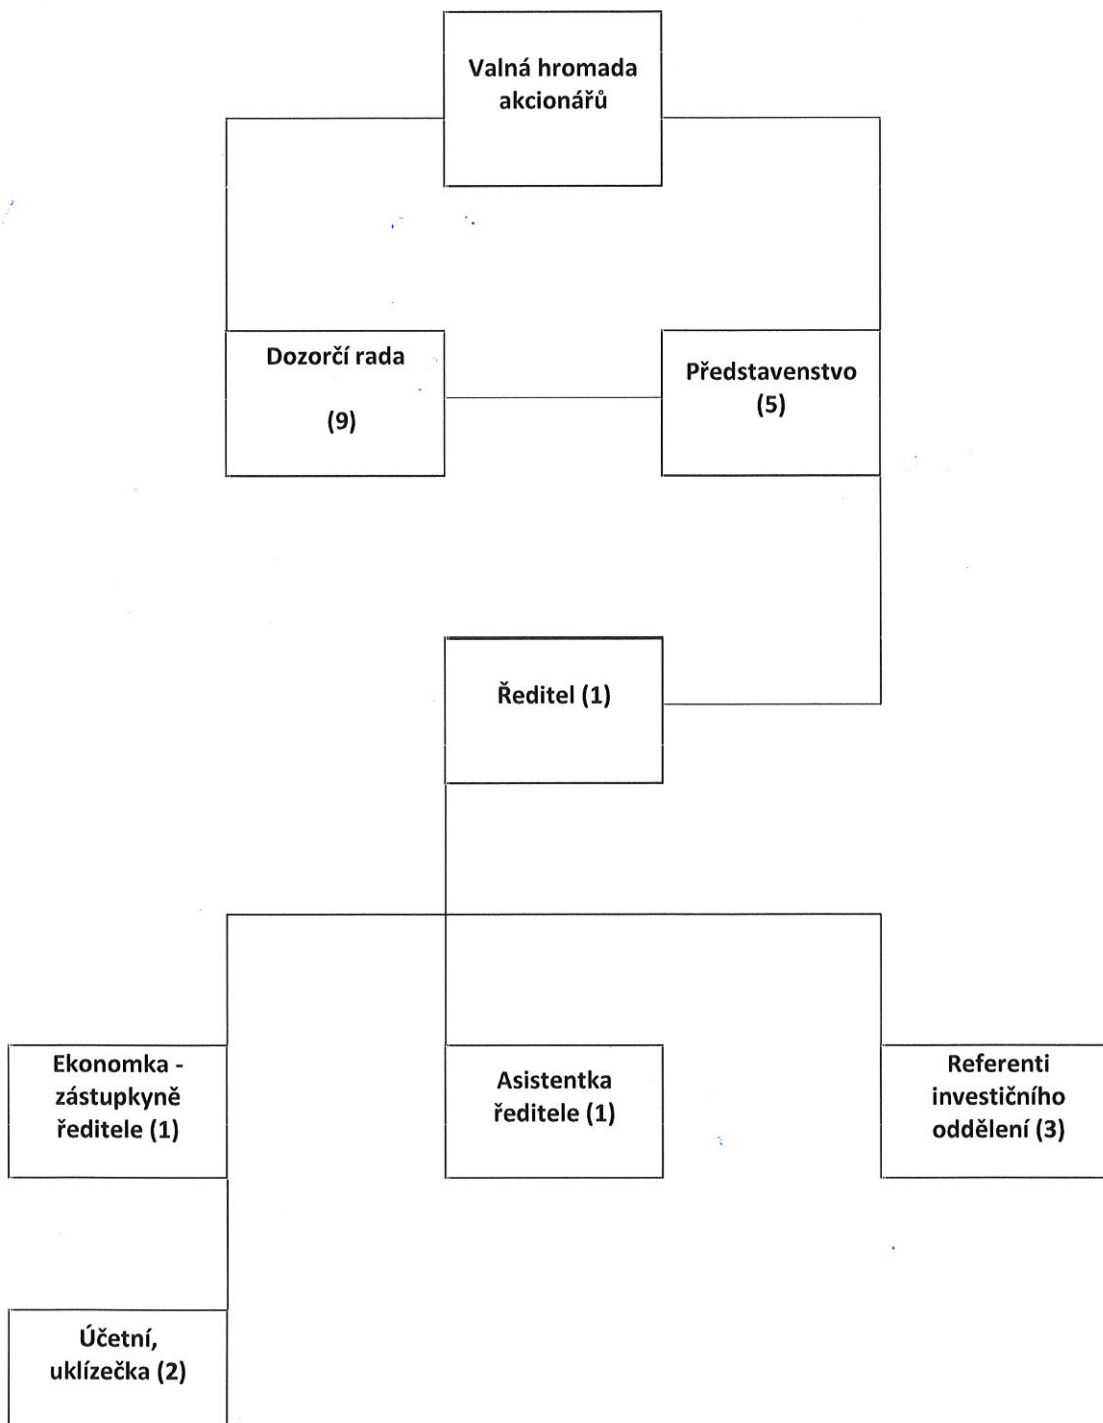 Valná hromada
akcionářů
Dozorčí rada
(9)
Představenstvo
(5)
Ředitel (1)
Ekonomka -
zástupkyně
ředitele (1)
Asistentka
ředitele (1)
Referenti
investičního
oddělení (3)
Účetní,
uklízečka (2)